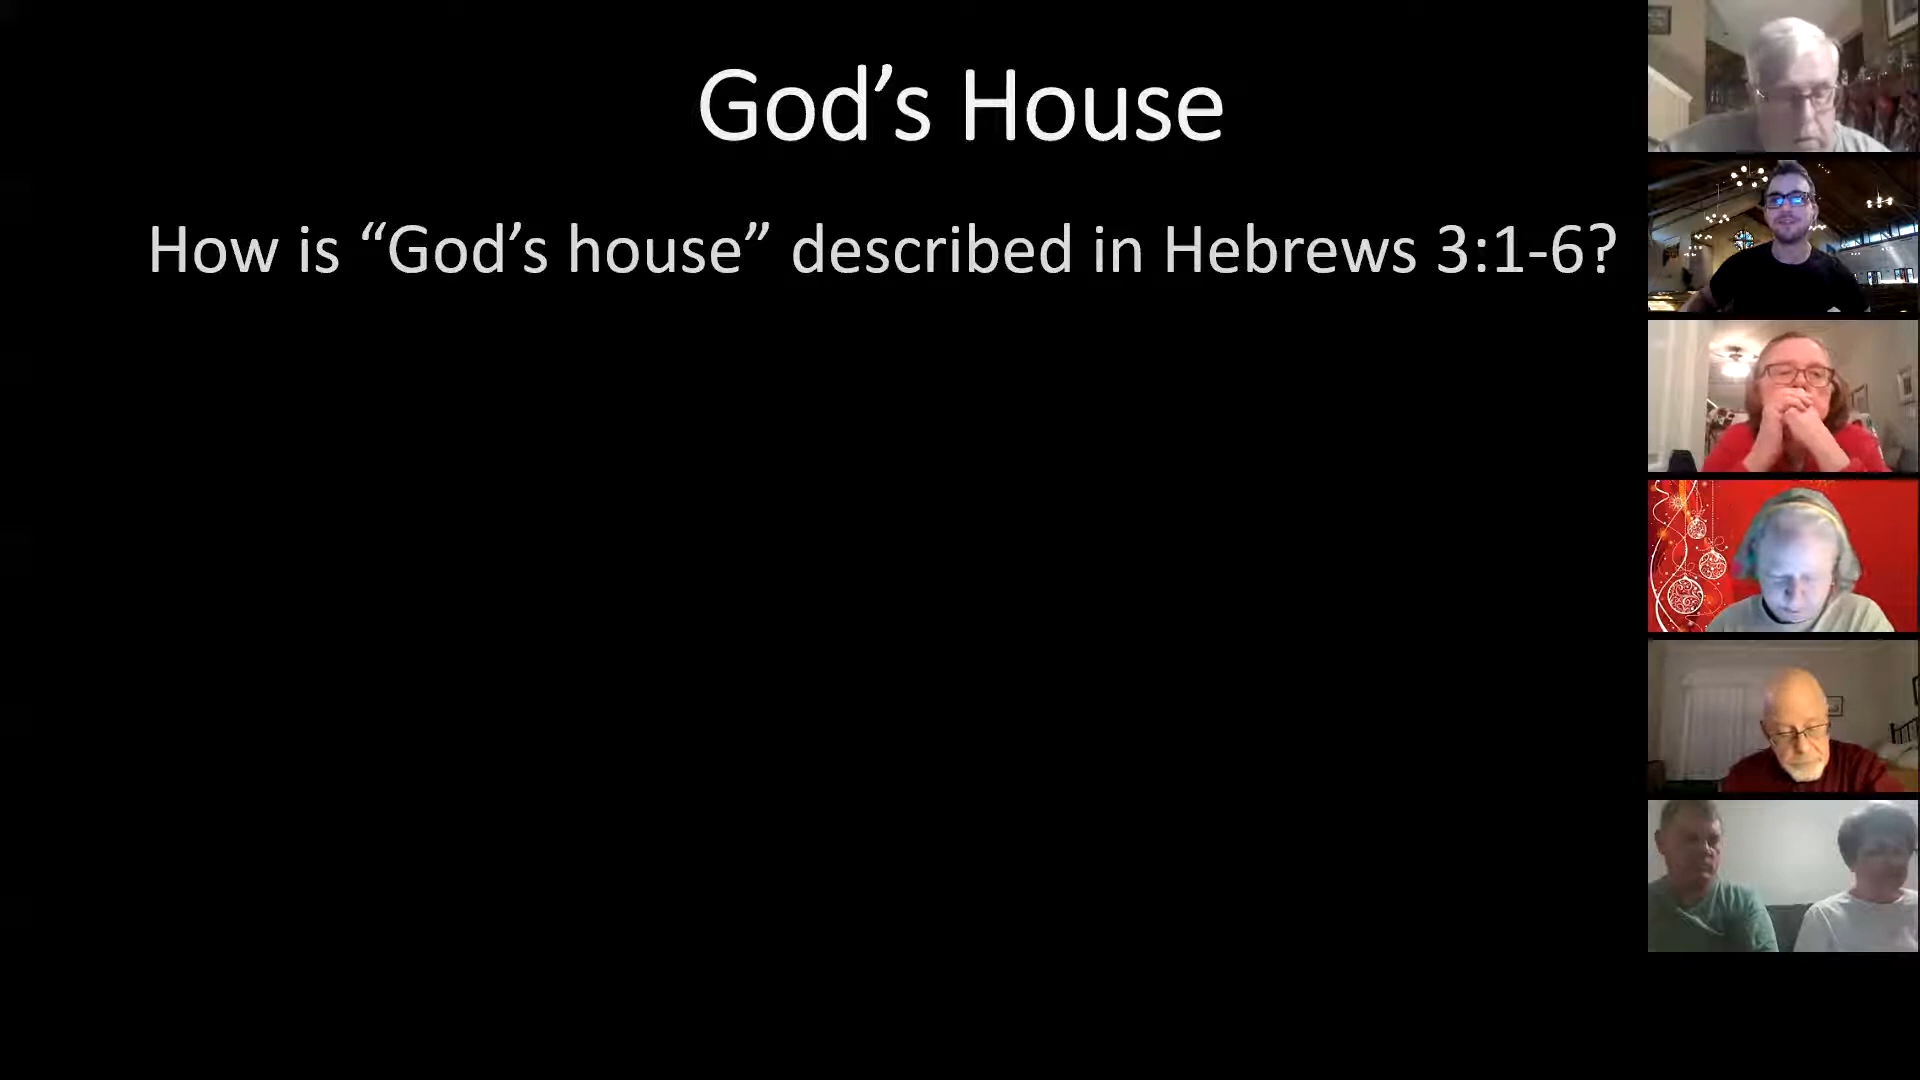 God’s House
How is “God’s house” described in Hebrews 3:1-6?